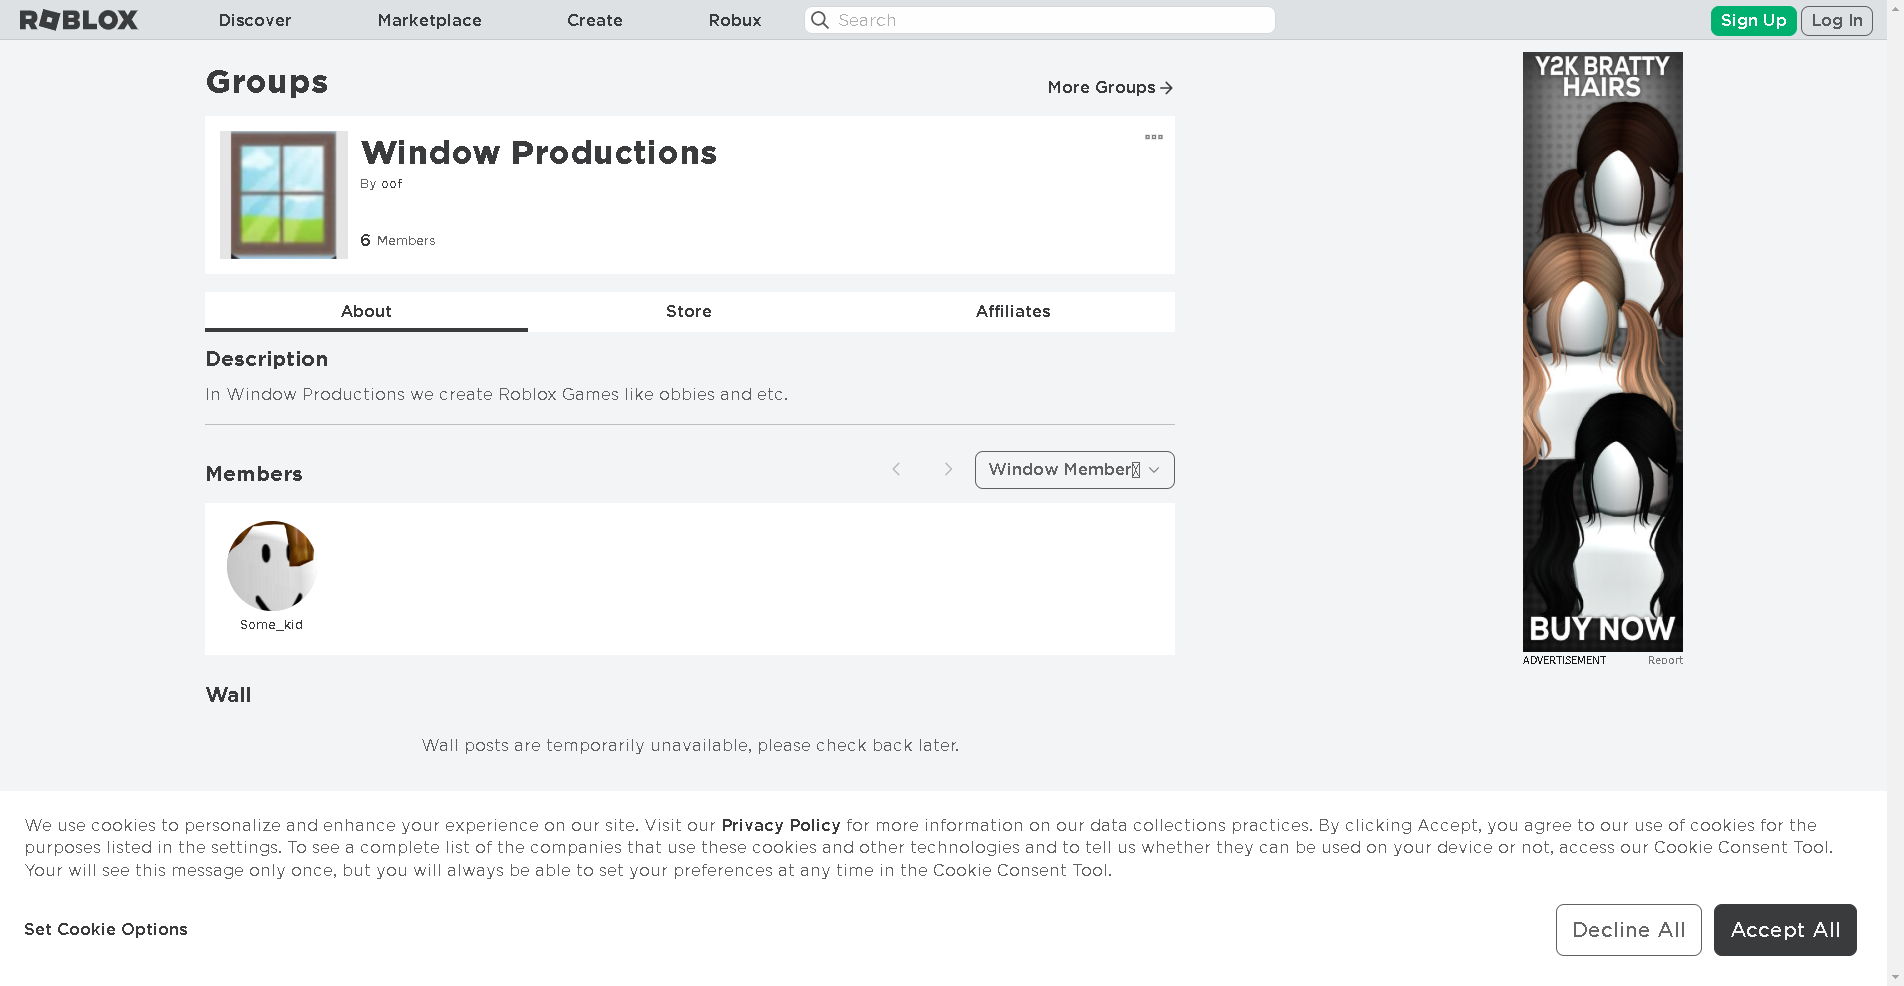 ROBLOX Discover Marketplace Create Robux Search Sign Up Log In
Groups
More Groups
Window Productions
By oof
6 Members
About Store Affiliates
Description
In Window Productions we create Roblox Games like obbies and etc.
Members
Window Member
Some_kid
Wall
Wall posts are temporarily unavailable, please check back later.
Y2K BRATTY
HAIRS
BUY NOW
ADVERTISEMENT Report
We use cookies to personalize and enhance your experience on our site. Visit our Privacy Policy for more information on our data collections practices. By clicking Accept, you agree to our use of cookies for the
purposes listed in the settings. To see a complete list of the companies that use these cookies and other technologies and to tell us whether they can be used on your device or not, access our Cookie Consent Tool.
Your will see this message only once, but you will always be able to set your preferences at any time in the Cookie Consent Tool.
Set Cookie Options
Decline All
Accept All